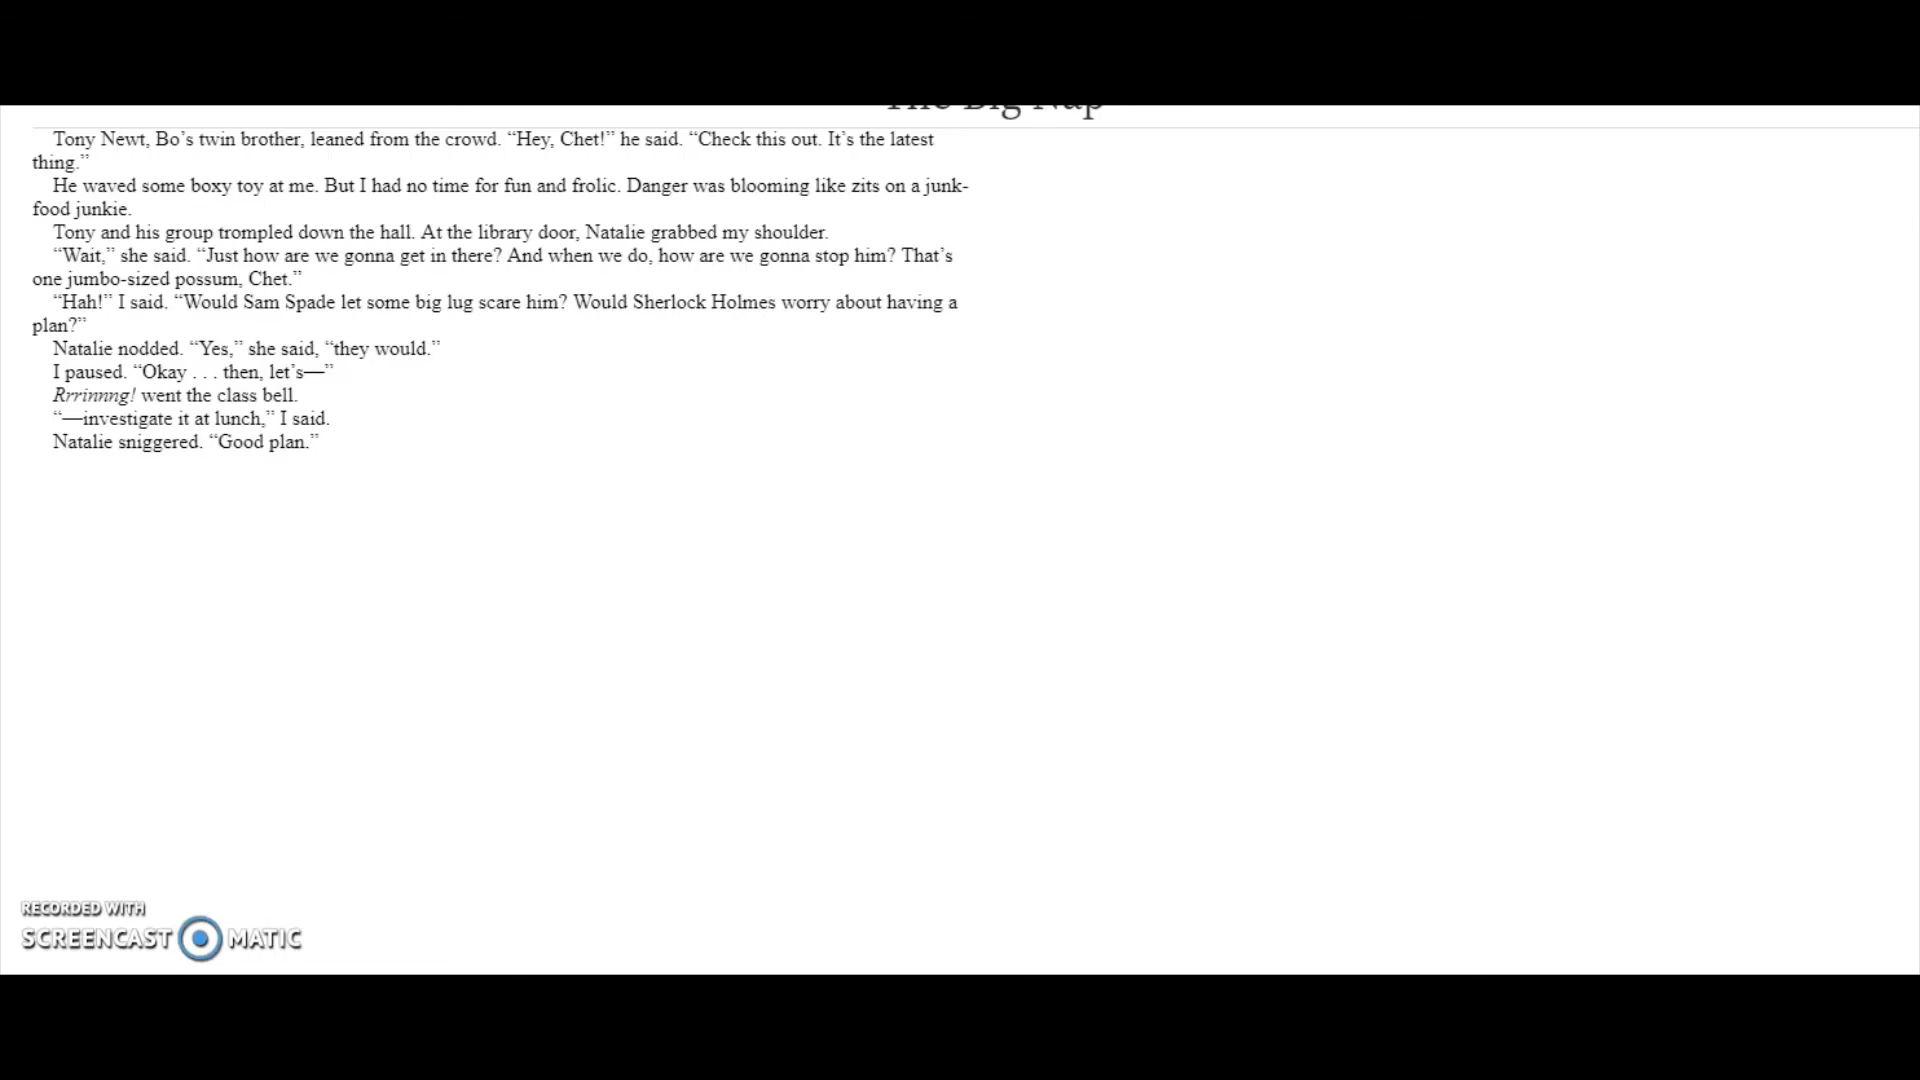 The Big Nap
Tony Newt, Bo’s twin brother, leaned from the crowd. “Hey, Chet!” he said. “Check this out. It’s the latest
thing.”
He waved some boxy toy at me. But I had no time for fun and frolic. Danger was blooming like zits on a junk-
food junkie.
Tony and his group trompled down the hall. At the library door, Natalie grabbed my shoulder.
“Wait,” she said. “Just how are we gonna get in there? And when we do, how are we gonna stop him? That’s
one jumbo-sized possum, Chet.”
“Hah!” I said. “Would Sam Spade let some big lug scare him? Would Sherlock Holmes worry about having a
plan?”
Natalie nodded. “Yes,” she said, “they would.”
I paused. “Okay . . . then, let’s—”
Rrrinnng! went the class bell.
“—investigate it at lunch,” I said.
Natalie sniggered. “Good plan.”
RECORDED WITH
SCREENCAST MATIC